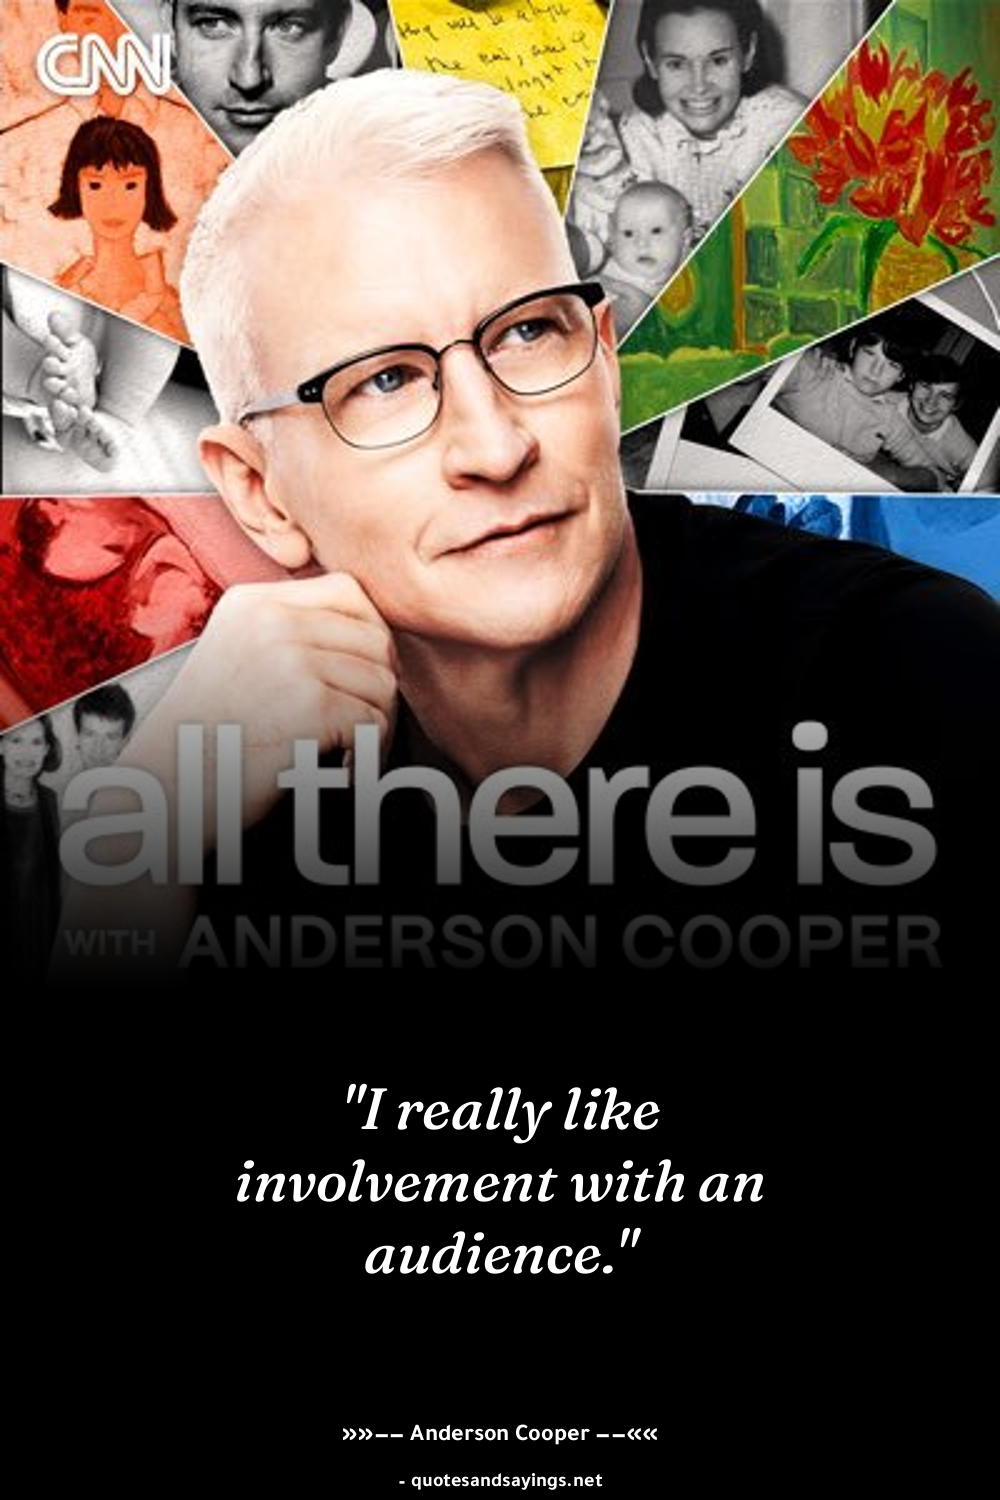 CNN
all there is
WITH ANDERSON COOPER
"I really like
involvement with an
audience."
»»–– Anderson Cooper ––««
- quotesandsayings.net